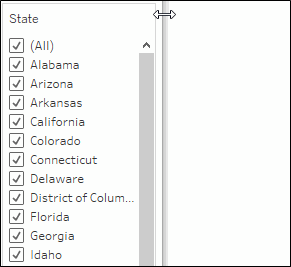 State
(All)
Alabama
Arizona
Arkansas
California
Colorado
Connecticut
Delaware
District of Colum...
Florida
Georgia
Idaho